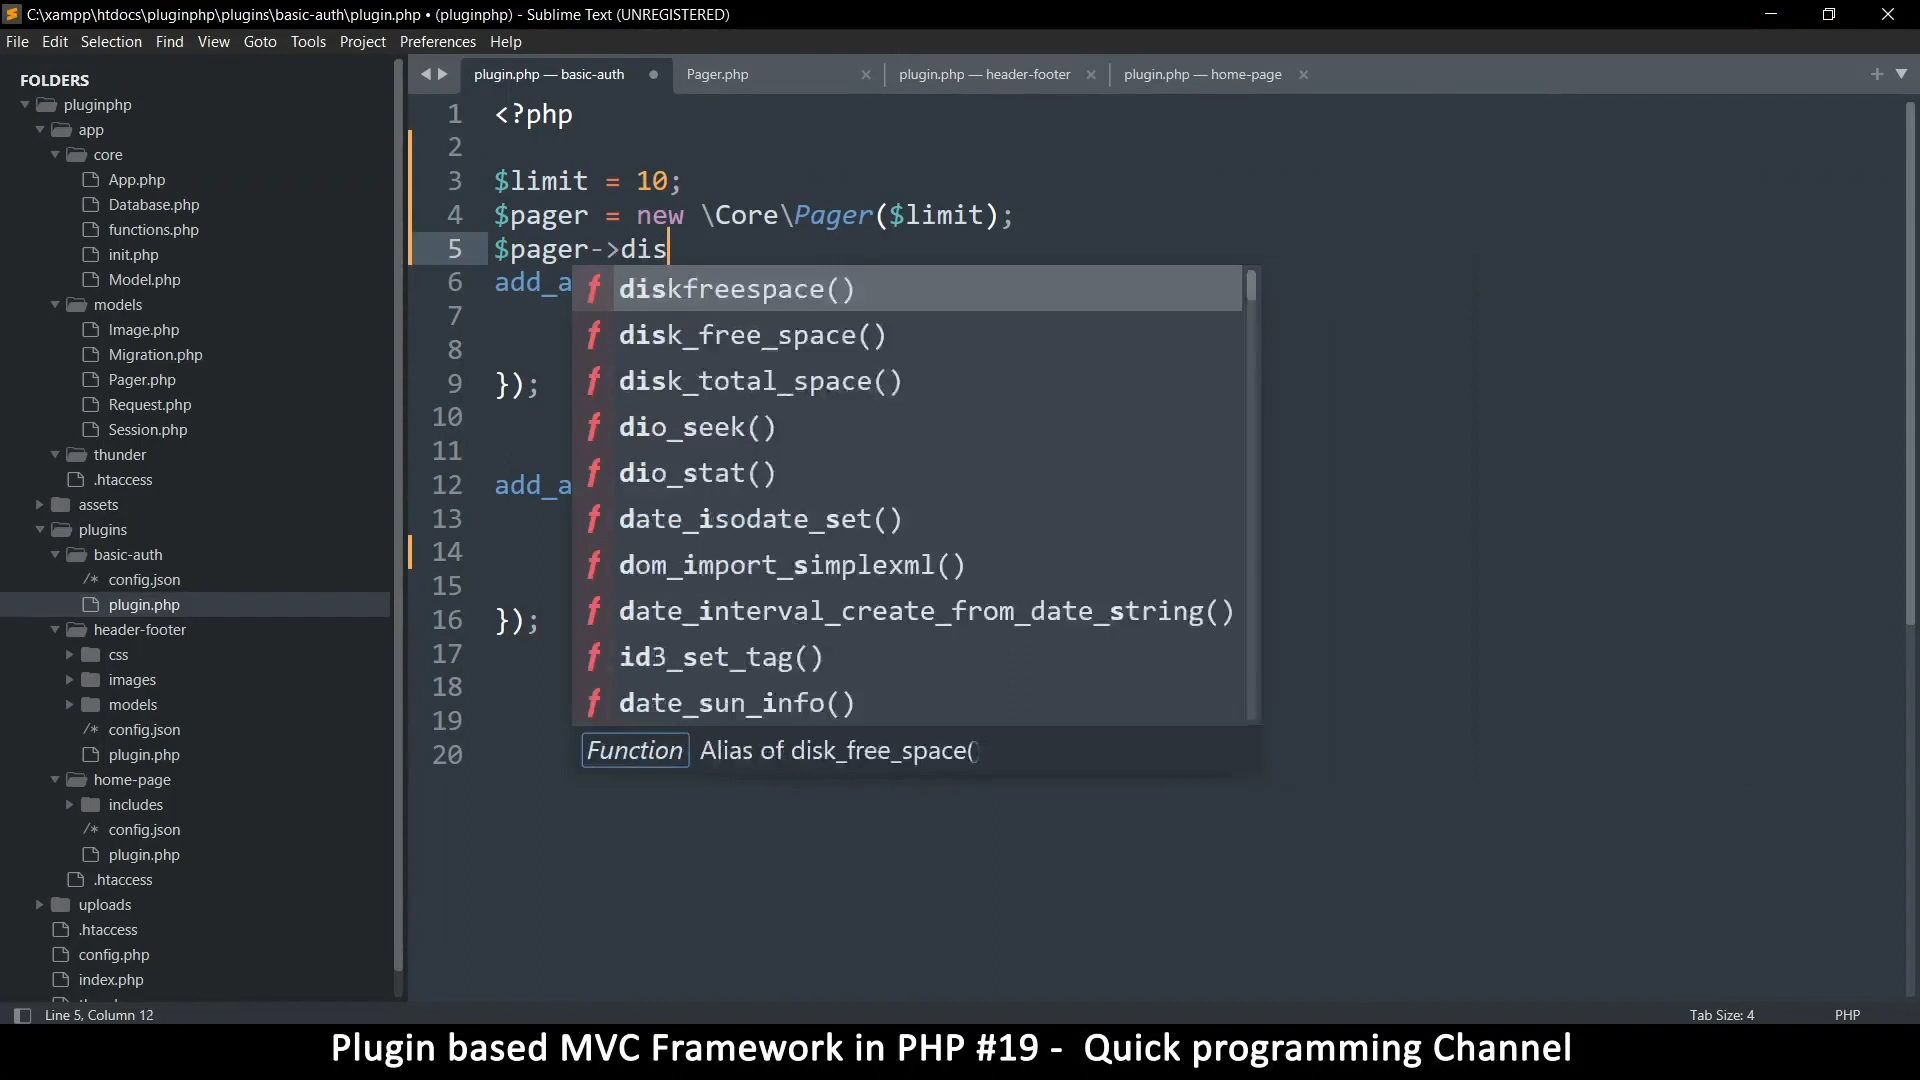 C:\xampp\htdocs\pluginphp\plugins\basic-auth\plugin.php • (pluginphp) - Sublime Text (UNREGISTERED)
File Edit Selection Find View Goto Tools Project Preferences Help
FOLDERS
pluginphp
app
core
App.php
Database.php
functions.php
init.php
Model.php
models
Image.php
Migration.php
Pager.php
Request.php
Session.php
thunder
.htaccess
assets
plugins
basic-auth
/* config.json
plugin.php
header-footer
css
images
models
/* config.json
plugin.php
home-page
includes
/* config.json
plugin.php
.htaccess
uploads
.htaccess
config.php
index.php
plugin.php — basic-auth Pager.php plugin.php — header-footer plugin.php — home-page
1 <?php
2
3 $limit = 10;
4 $pager = new \Core\Pager($limit);
5 $pager->dis
6 add_a
7
8
9 });
10
11
12 add_a
13
14
15
16 });
17
18
19
20
f diskfreespace()
f disk_free_space()
f disk_total_space()
f dio_seek()
f dio_stat()
f date_isodate_set()
f dom_import_simplexml()
f date_interval_create_from_date_string()
f id3_set_tag()
f date_sun_info()
Function Alias of disk_free_space(
Line 5, Column 12 Tab Size: 4 PHP
Plugin based MVC Framework in PHP #19 - Quick programming Channel